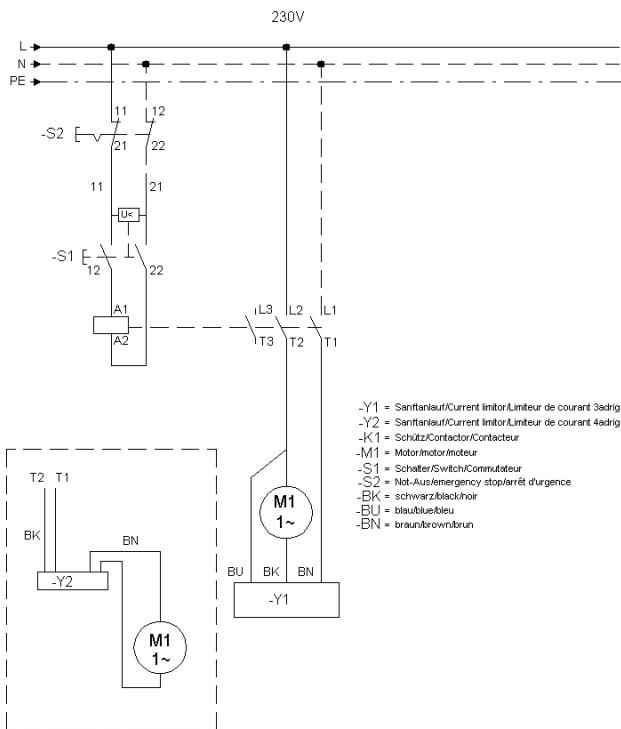 230V
L
N
PE
11 12
-S2
21 22
11 21
U<
-S1
12 22
A1
L3 L2 L1
A2
T3 T2 T1
-Y1 = Sanftanlauf/Current limitor/Limiteur de courant 3adrig
-Y2 = Sanftanlauf/Current limitor/Limiteur de courant 4adrig
-K1 = Schütz/Contactor/Contacteur
-M1 = Motor/motor/moteur
-S1 = Schalter/Switch/Commutateur
-S2 = Not-Aus/emergency stop/arrêt d'urgence
-BK = schwarz/black/noir
-BU = blau/blue/bleu
-BN = braun/brown/brun
T2 T1
M1
1~
BK BN
BU BK BN
-Y2
-Y1
M1
1~